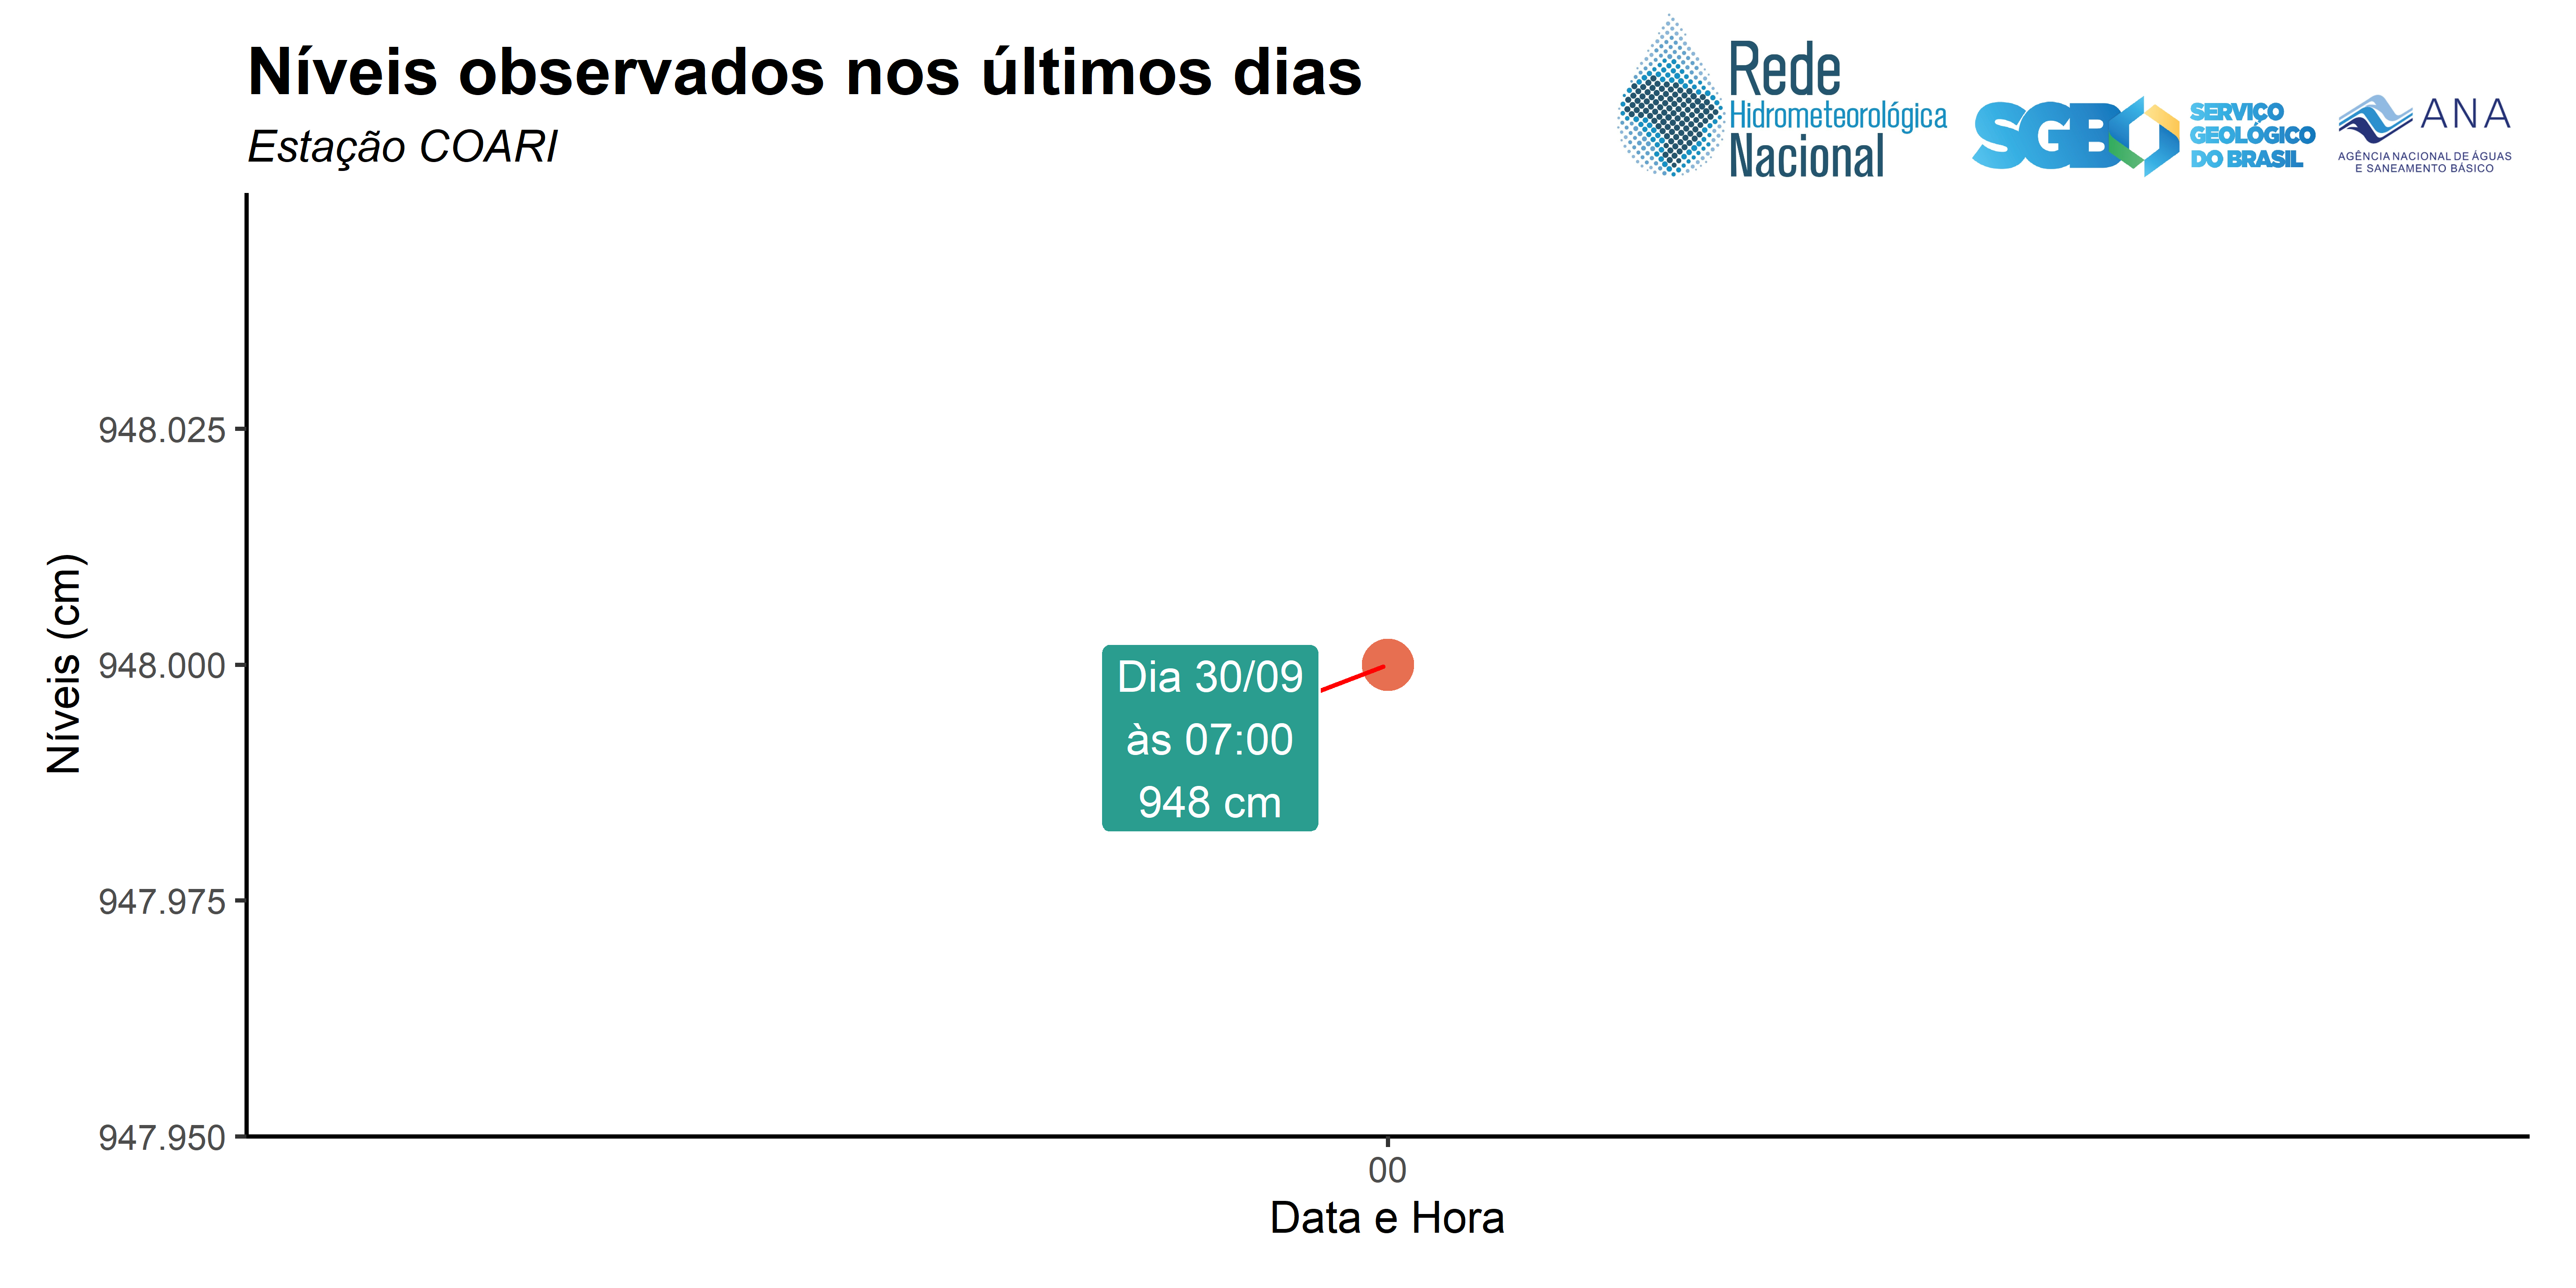 Níveis observados nos últimos dias
Estação COARI
Rede
Hidrometeorológica
Nacional
SGB
SERVIÇO
GEOLÓGICO
DO BRASIL
ANA
AGÊNCIA NACIONAL DE ÁGUAS
E SANEAMENTO BÁSICO
Níveis (cm)
948.025
948.000
947.975
947.950
Dia 30/09
às 07:00
948 cm
00
Data e Hora